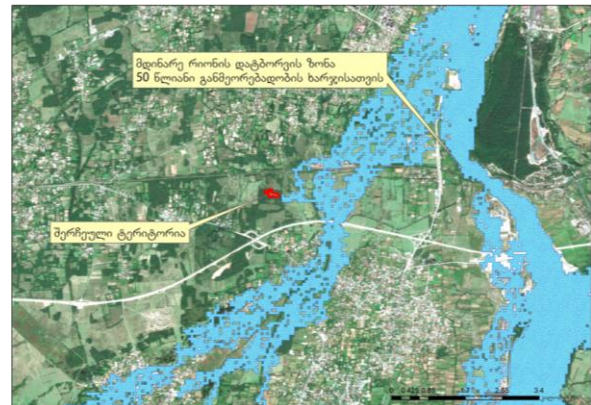 მდინარე რიონის დატბორვის ზონა
50 წლიანი განმეორებადობის ხარჯისათვის
შერჩეული ტერიტორია